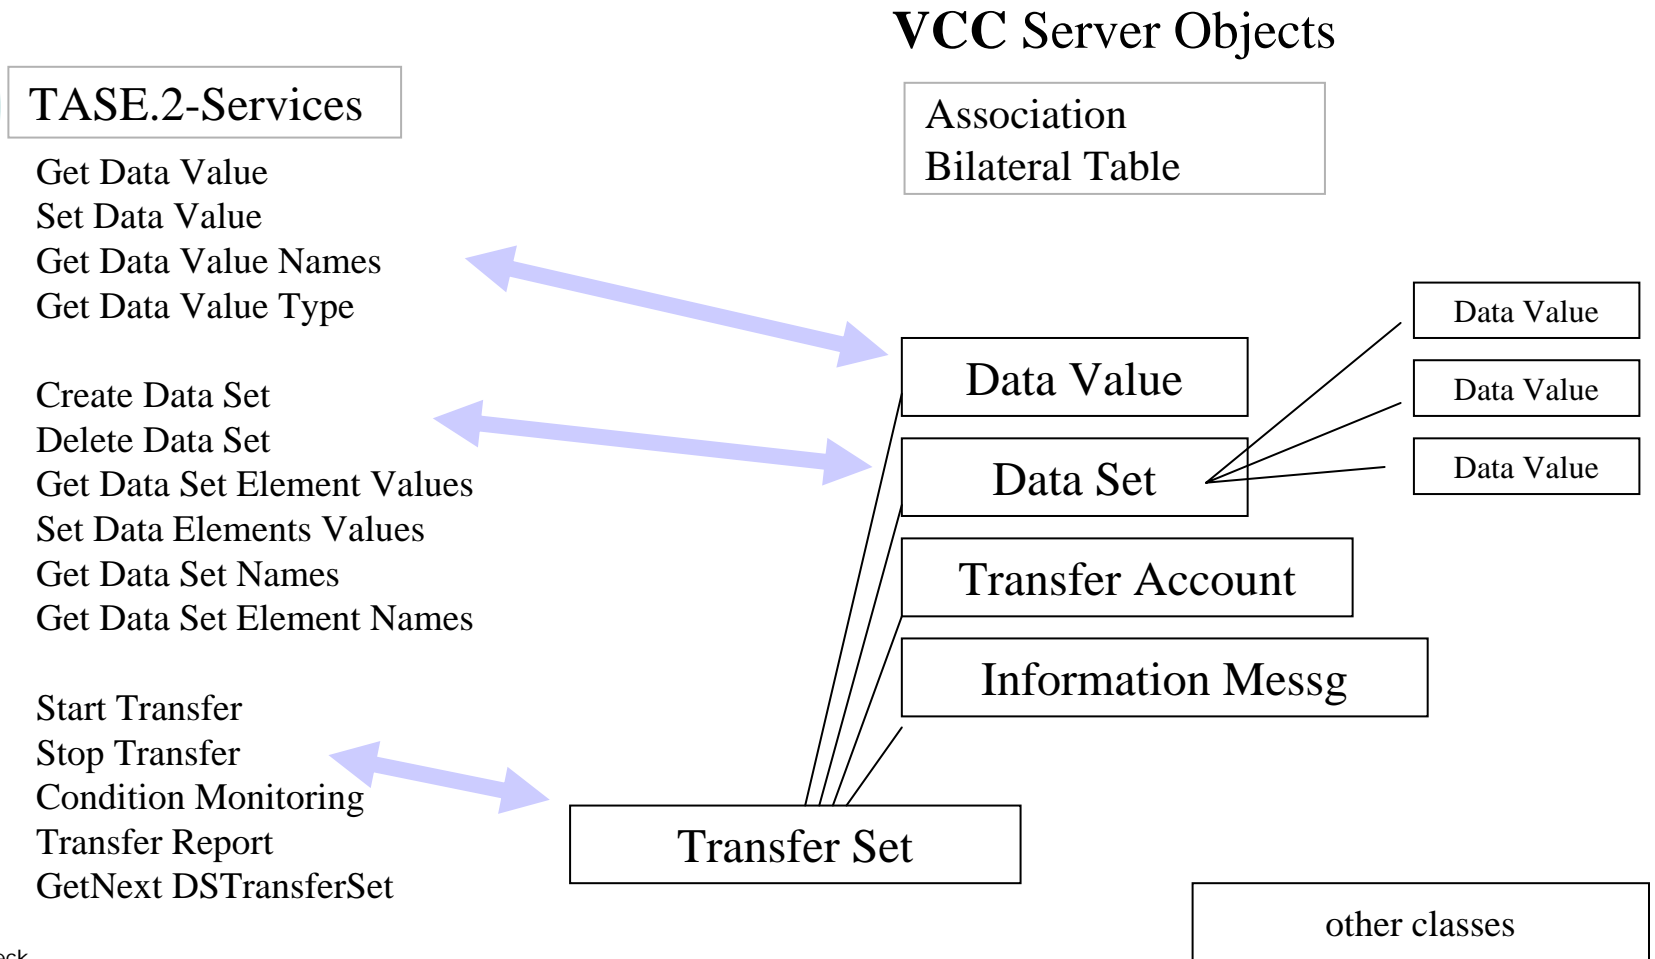 VCC Server Objects
TASE.2-Services
Association
Bilateral Table
Get Data Value
Set Data Value
Get Data Value Names
Get Data Value Type
Create Data Set
Delete Data Set
Get Data Set Element Values
Set Data Elements Values
Get Data Set Names
Get Data Set Element Names
Start Transfer
Stop Transfer
Condition Monitoring
Transfer Report
GetNext DSTransferSet
Data Value
Data Set
Transfer Account
Information Messg
Transfer Set
Data Value
Data Value
Data Value
other classes